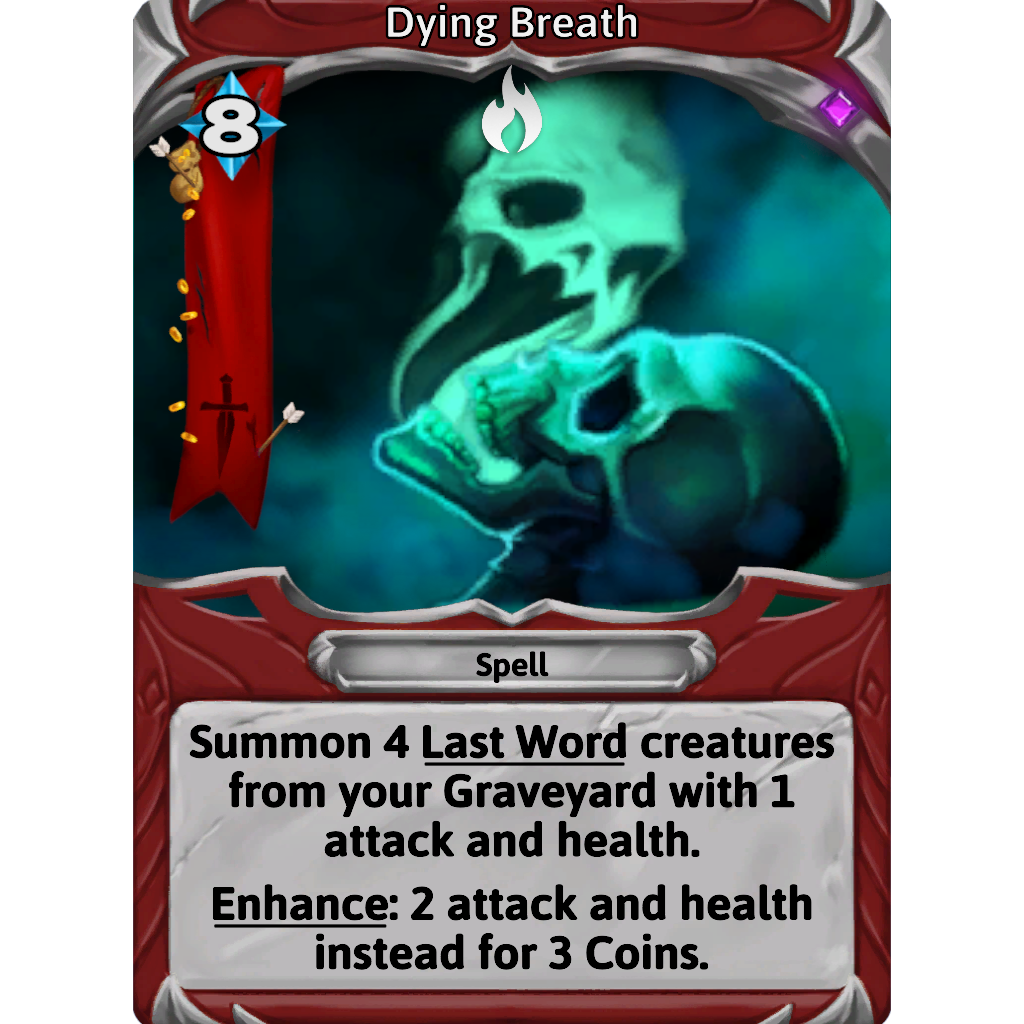 Dying Breath
8
Spell
Summon 4 Last Word creatures
from your Graveyard with 1
attack and health.
Enhance: 2 attack and health
instead for 3 Coins.